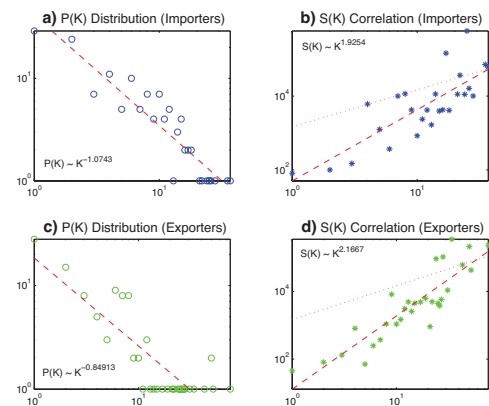 a) P(K) Distribution (Importers)
10^1
10^0
10^0
10^1
P(K) ~ K^−1.0743
b) S(K) Correlation (Importers)
S(K) ~ K^1.9254
10^4
10^2
10^0
10^1
c) P(K) Distribution (Exporters)
10^1
10^0
10^0
10^1
P(K) ~ K^−0.84913
d) S(K) Correlation (Exporters)
S(K) ~ K^2.1667
10^4
10^2
10^0
10^1